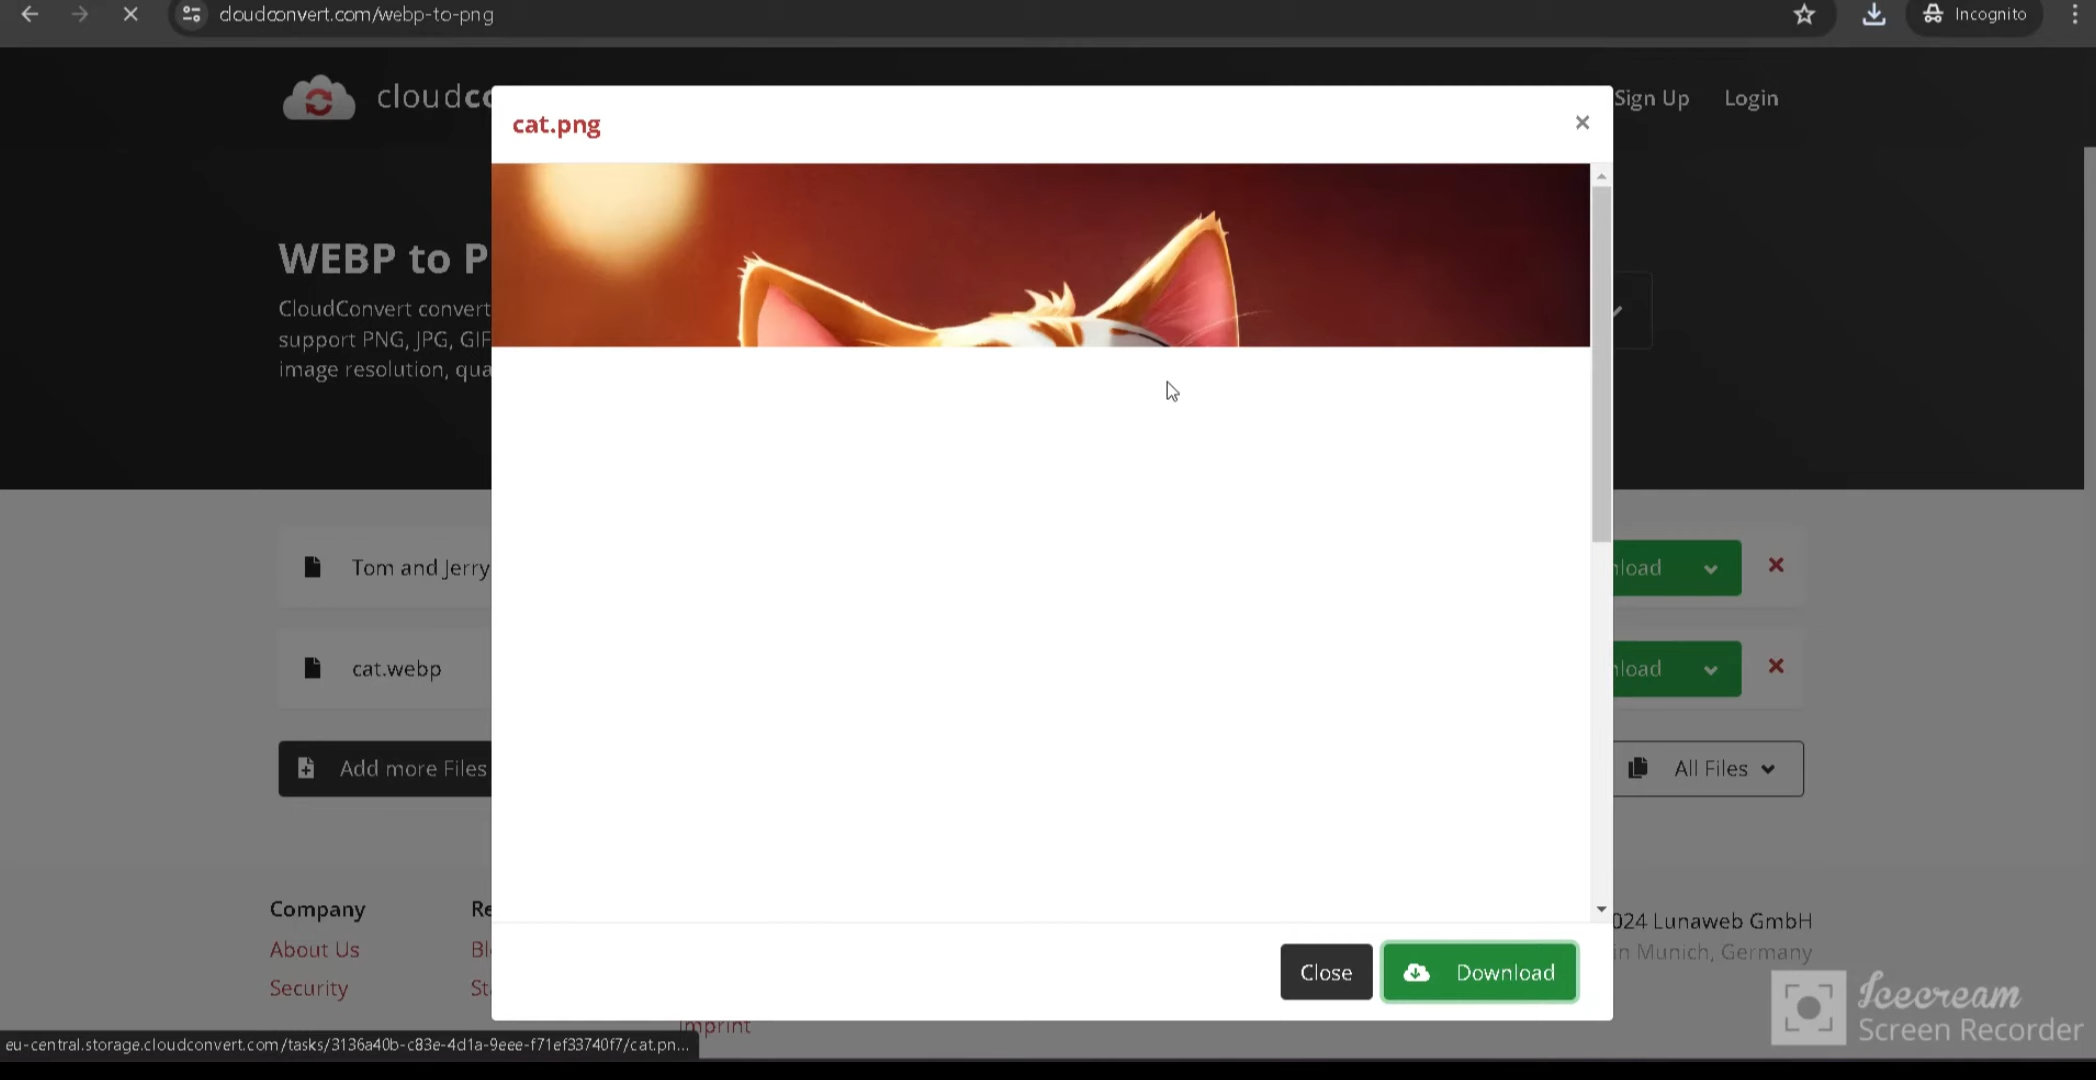 cloudconvert.com/webp-to-png
Incognito
cloudco
Sign Up
Login
cat.png
WEBP to P
CloudConvert convert
support PNG, JPG, GIF
image resolution, qua
Tom and Jerry
nload
cat.webp
nload
Add more Files
All Files
Company
Re
About Us
Bl
Security
St
024 Lunaweb GmbH
in Munich, Germany
Close
Download
Imprint
Icecream
Screen Recorder
eu-central.storage.cloudconvert.com/tasks/3136a40b-c83e-4d1a-9eee-f71ef33740f7/cat.pn...